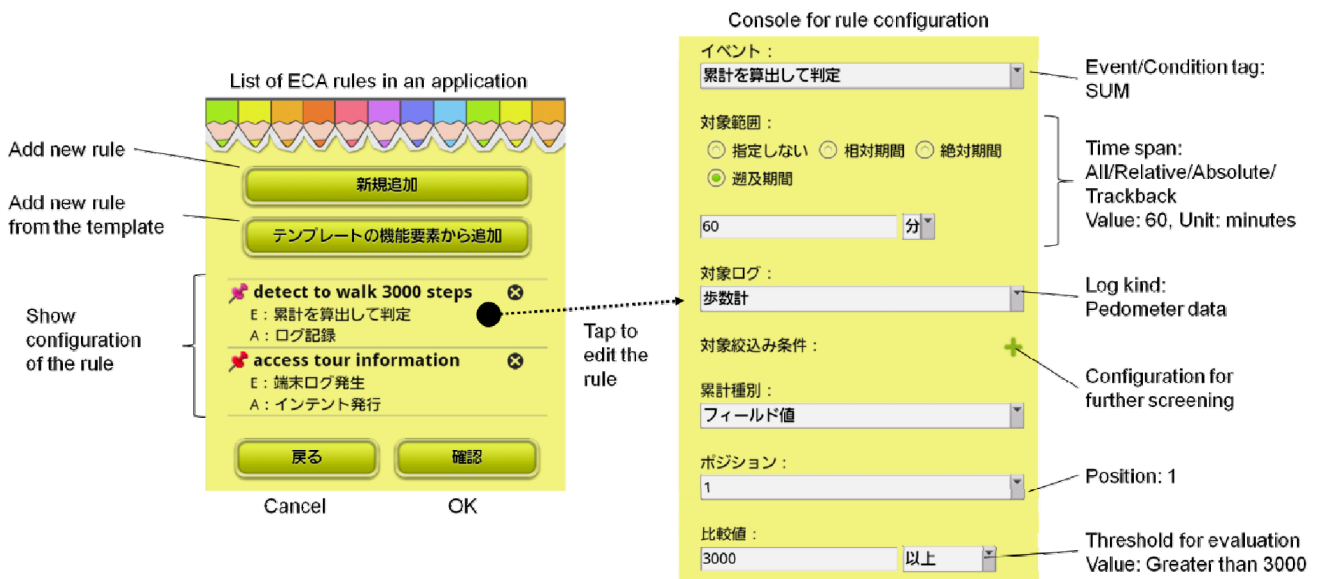 Console for rule configuration
List of ECA rules in an application
Add new rule
新規追加
Add new rule
from the template
テンプレートの機能要素から追加
Show
configuration
of the rule
detect to walk 3000 steps
E：累計を算出して判定
A：ログ記録
access tour information
E：端末ログ発生
A：インテント発行
戻る
確認
Cancel
OK
Tap to
edit the
rule
イベント：
累計を算出して判定
Event/Condition tag:
SUM
対象範囲：
指定しない 相対期間 絶対期間
遡及期間
60
分
Time span:
All/Relative/Absolute/
Trackback
Value: 60, Unit: minutes
対象ログ：
歩数計
Log kind:
Pedometer data
対象絞込み条件：
Configuration for
further screening
累計種別：
フィールド値
ポジション：
1
Position: 1
比較値：
3000
以上
Threshold for evaluation
Value: Greater than 3000